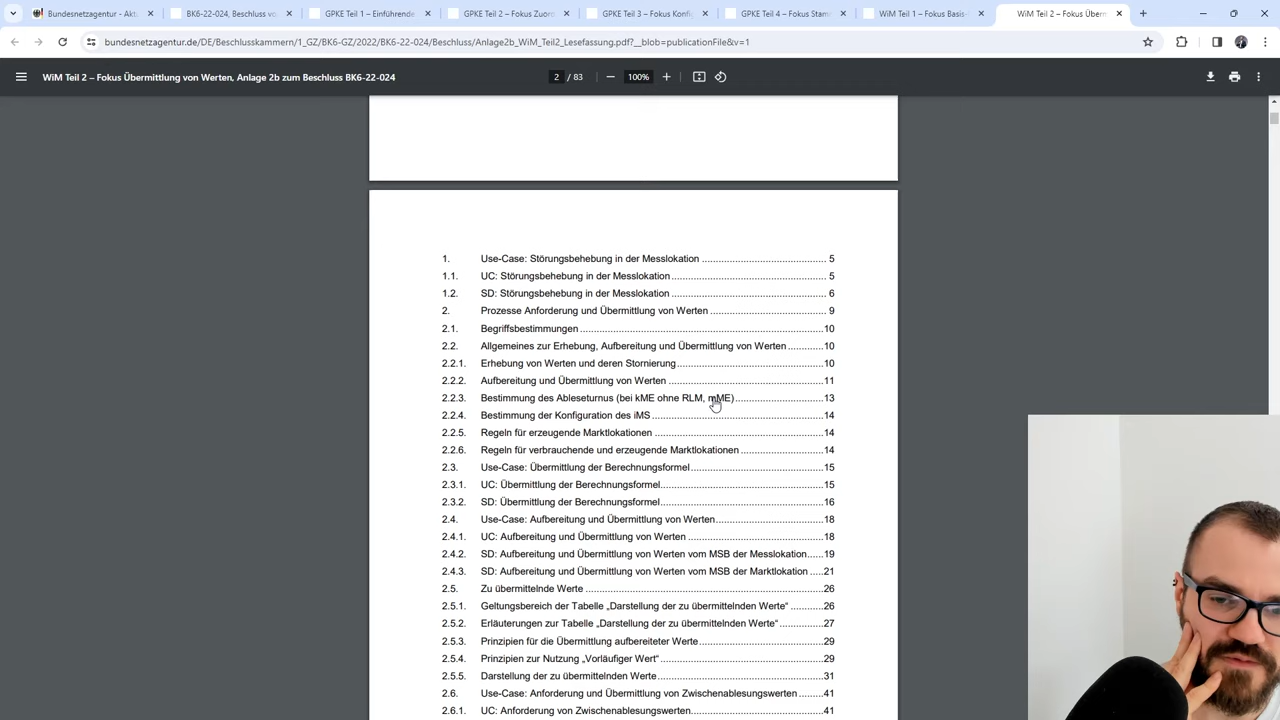 Bundesnetzagentur - Aktu
BK6-22-024, Beschluss vo
GPKE Teil 1 – Einführende
GPKE Teil 2 – Fokus Zuord
GPKE Teil 3 – Fokus Konfig
GPKE Teil 4 – Fokus Stam
WiM Teil 1 – Fokus Basis-
WiM Teil 2 – Fokus Überm
bundesnetzagentur.de/DE/Beschlusskammern/1_GZ/BK6-GZ/2022/BK6-22-024/Beschluss/Anlage2b_WiM_Teil2_Lesefassung.pdf?__blob=publicationFile&v=1
WiM Teil 2 – Fokus Übermittlung von Werten, Anlage 2b zum Beschluss BK6-22-024
2 / 83
100%
1. Use-Case: Störungsbehebung in der Messlokation 5
1.1. UC: Störungsbehebung in der Messlokation 5
1.2. SD: Störungsbehebung in der Messlokation 6
2. Prozesse Anforderung und Übermittlung von Werten 9
2.1. Begriffsbestimmungen 10
2.2. Allgemeines zur Erhebung, Aufbereitung und Übermittlung von Werten 10
2.2.1. Erhebung von Werten und deren Stornierung 10
2.2.2. Aufbereitung und Übermittlung von Werten 11
2.2.3. Bestimmung des Ableseturnus (bei kME ohne RLM, mME) 13
2.2.4. Bestimmung der Konfiguration des iMS 14
2.2.5. Regeln für erzeugende Marktlokationen 14
2.2.6. Regeln für verbrauchende und erzeugende Marktlokationen 14
2.3. Use-Case: Übermittlung der Berechnungsformel 15
2.3.1. UC: Übermittlung der Berechnungsformel 15
2.3.2. SD: Übermittlung der Berechnungsformel 16
2.4. Use-Case: Aufbereitung und Übermittlung von Werten 18
2.4.1. UC: Aufbereitung und Übermittlung von Werten 18
2.4.2. SD: Aufbereitung und Übermittlung von Werten vom MSB der Messlokation 19
2.4.3. SD: Aufbereitung und Übermittlung von Werten vom MSB der Marktlokation 21
2.5. Zu übermittelnde Werte 26
2.5.1. Geltungsbereich der Tabelle „Darstellung der zu übermittelnden Werte“ 26
2.5.2. Erläuterungen zur Tabelle „Darstellung der zu übermittelnden Werte“ 27
2.5.3. Prinzipien für die Übermittlung aufbereiteter Werte 29
2.5.4. Prinzipien zur Nutzung „Vorläufiger Wert“ 29
2.5.5. Darstellung der zu übermittelnden Werte 31
2.6. Use-Case: Anforderung und Übermittlung von Zwischenablesungswerten 41
2.6.1. UC: Anforderung von Zwischenablesungswerten 41